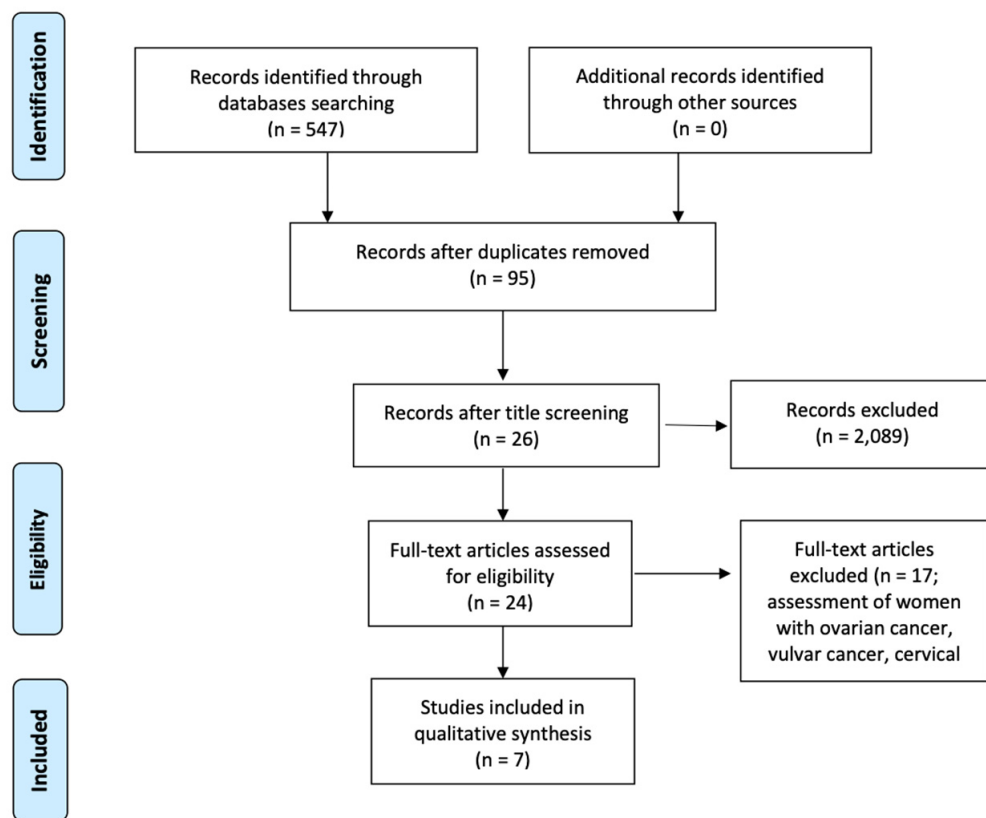 Identification
Records identified through
databases searching
(n = 547)
Additional records identified
through other sources
(n = 0)
Screening
Records after duplicates removed
(n = 95)
Records after title screening
(n = 26)
Records excluded
(n = 2,089)
Eligibility
Full-text articles assessed
for eligibility
(n = 24)
Full-text articles
excluded (n = 17;
assessment of women
with ovarian cancer,
vulvar cancer, cervical
Included
Studies included in
qualitative synthesis
(n = 7)